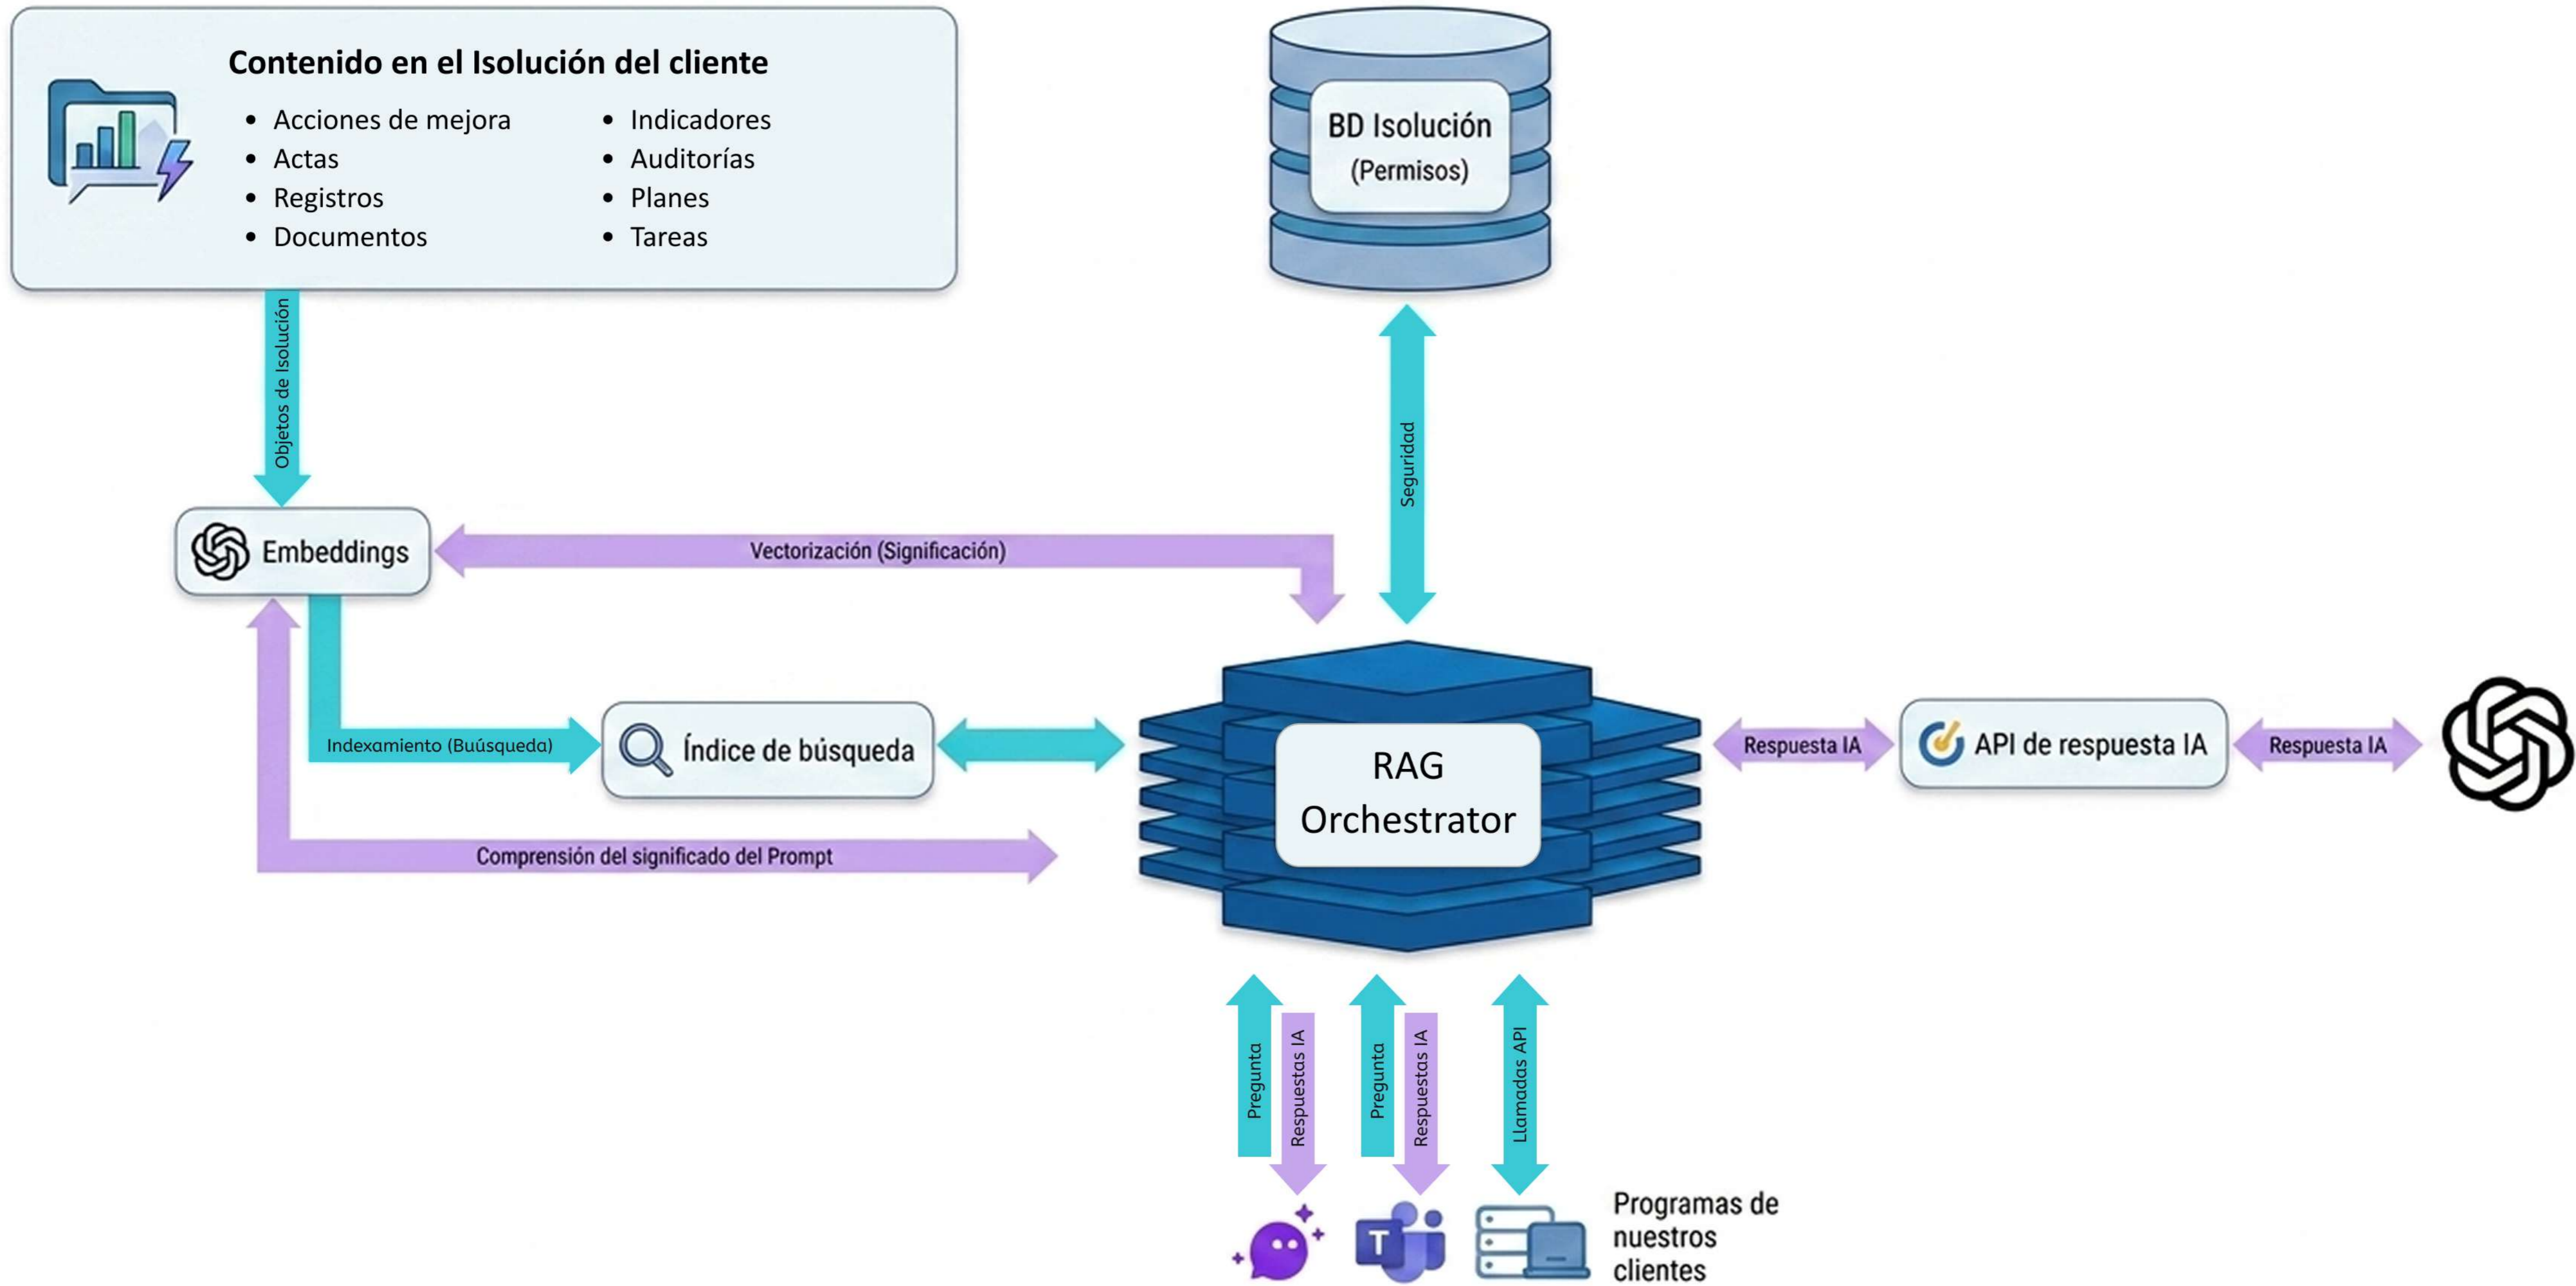 Contenido en el Isolución del cliente
• Acciones de mejora
• Actas
• Registros
• Documentos
• Indicadores
• Auditorías
• Planes
• Tareas
BD Isolución
(Permisos)
Objetos de Isolución
Seguridad
Embeddings
Vectorización (Significación)
Indexamiento (Buúsqueda)
Índice de búsqueda
RAG
Orchestrator
Respuesta IA
API de respuesta IA
Respuesta IA
Comprensión del significado del Prompt
Pregunta
Respuestas IA
Pregunta
Respuestas IA
Llamadas API
T
Programas de
nuestros
clientes